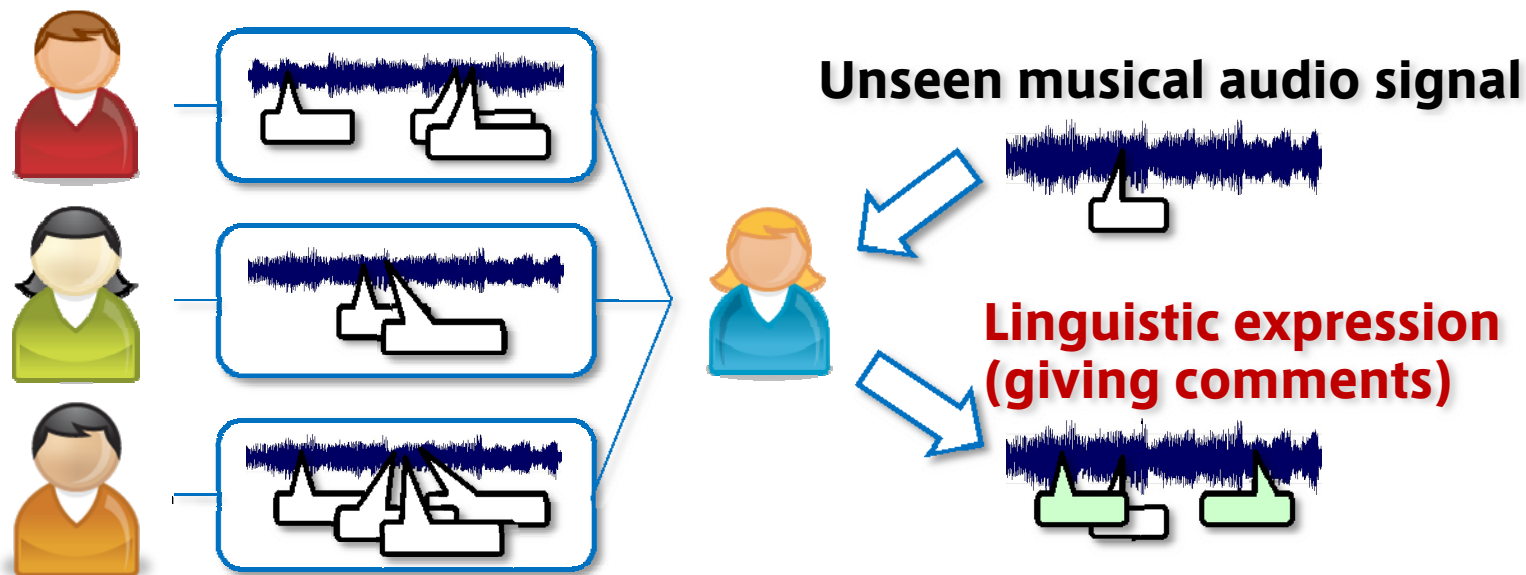 Unseen musical audio signal
Linguistic expression
(giving comments)